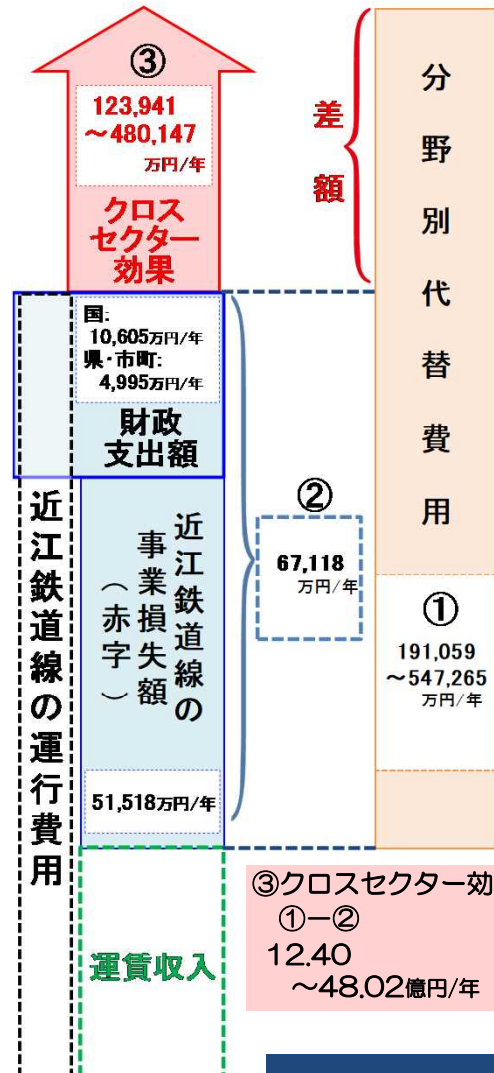 ③
123,941
～480,147
万円/年
クロス
セクター
効果
差額
分野別代替費用
国:
10,605万円/年
県・市町:
4,995万円/年
財政
支出額
近江鉄道線の運行費用
近江鉄道線の
事業損失額
（赤字）
51,518万円/年
②
67,118
万円/年
①
191,059
～547,265
万円/年
運賃収入
③クロスセクター効
①－②
12.40
～48.02億円/年